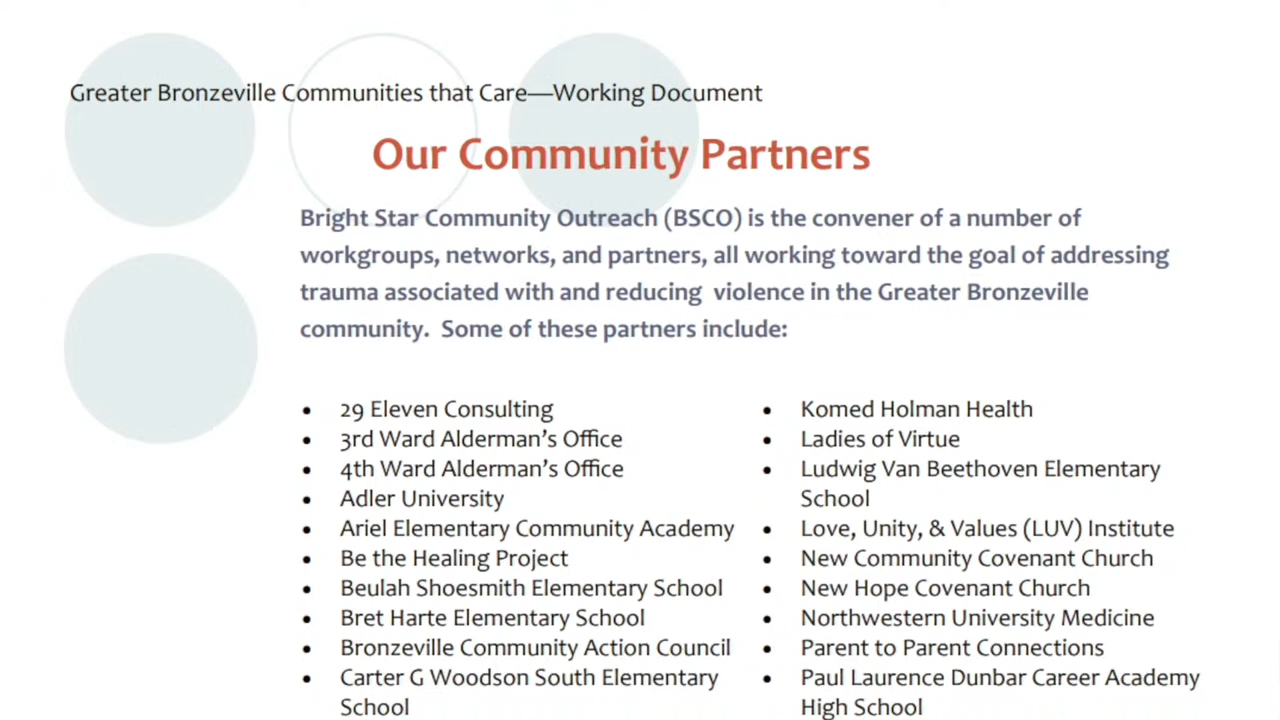 Greater Bronzeville Communities that Care—Working Document
Our Community Partners
Bright Star Community Outreach (BSCO) is the convener of a number of
workgroups, networks, and partners, all working toward the goal of addressing
trauma associated with and reducing  violence in the Greater Bronzeville
community.  Some of these partners include:
• 29 Eleven Consulting
• 3rd Ward Alderman’s Office
• 4th Ward Alderman’s Office
• Adler University
• Ariel Elementary Community Academy
• Be the Healing Project
• Beulah Shoesmith Elementary School
• Bret Harte Elementary School
• Bronzeville Community Action Council
• Carter G Woodson South Elementary
School
• Komed Holman Health
• Ladies of Virtue
• Ludwig Van Beethoven Elementary
School
• Love, Unity, & Values (LUV) Institute
• New Community Covenant Church
• New Hope Covenant Church
• Northwestern University Medicine
• Parent to Parent Connections
• Paul Laurence Dunbar Career Academy
High School